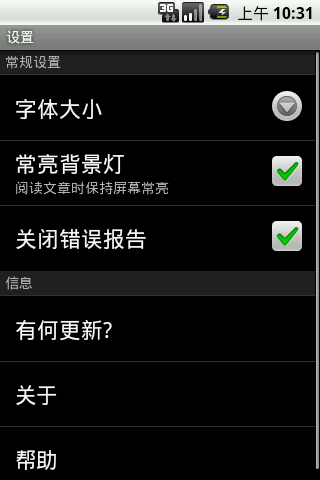 3G
上午 10:31
设置
常规设置
字体大小
常亮背景灯
阅读文章时保持屏幕常亮
关闭错误报告
信息
有何更新?
关于
帮助